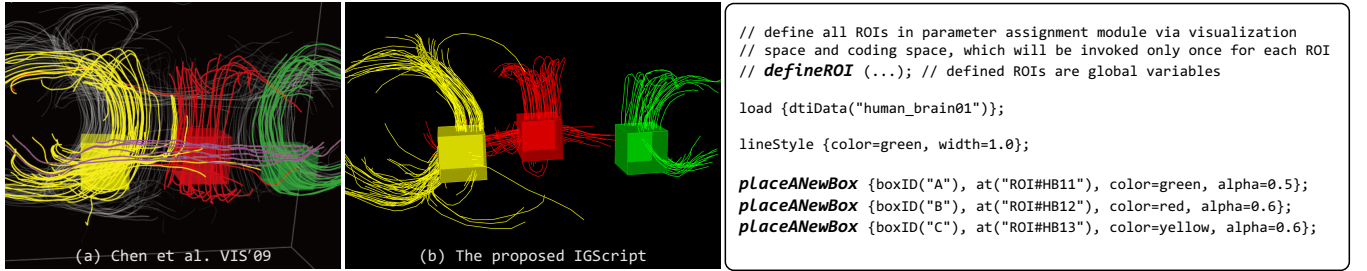 (a) Chen et al. VIS'09
(b) The proposed IGScript
// define all ROIs in parameter assignment module via visualization
// space and coding space, which will be invoked only once for each ROI
// defineROI (...); // defined ROIs are global variables
load {dtiData("human_brain01")};
lineStyle {color=green, width=1.0};
placeANewBox {boxID("A"), at("ROI#HB11"), color=green, alpha=0.5};
placeANewBox {boxID("B"), at("ROI#HB12"), color=red, alpha=0.6};
placeANewBox {boxID("C"), at("ROI#HB13"), color=yellow, alpha=0.6};